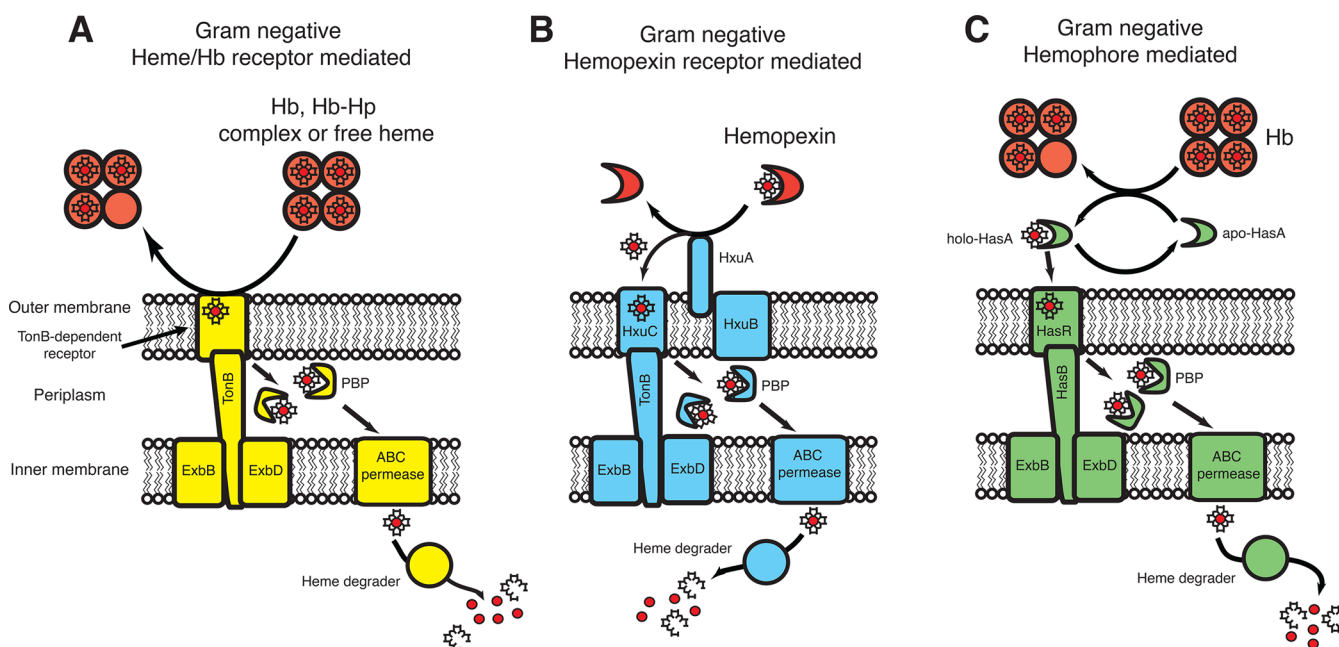 A
Gram negative
Heme/Hb receptor mediated
Hb, Hb-Hp
complex or free heme
Outer membrane
TonB-dependent
receptor
Periplasm
TonB
PBP
Inner membrane
ExbB
ExbD
ABC
permease
Heme degrader
B
Gram negative
Hemopexin receptor mediated
Hemopexin
HxuA
HxuC
HxuB
TonB
PBP
ExbB
ExbD
ABC
permease
Heme degrader
C
Gram negative
Hemophore mediated
Hb
holo-HasA
apo-HasA
HasR
HasB
PBP
ExbB
ExbD
ABC
permease
Heme degrader